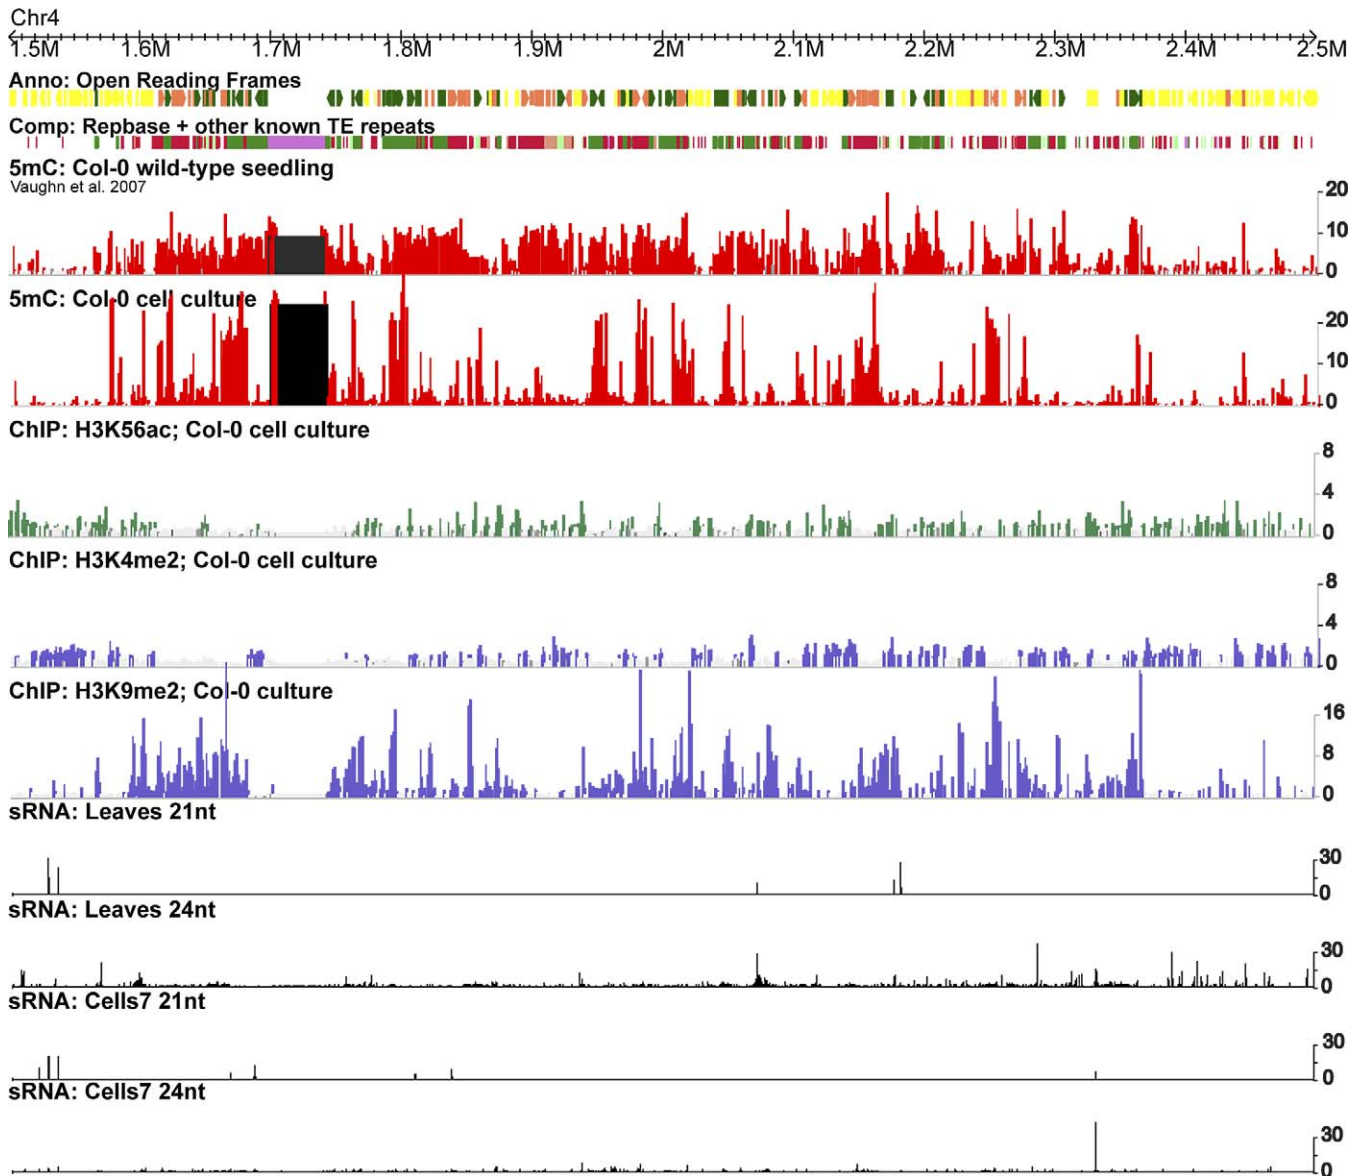 Chr4
1.5M 1.6M 1.7M 1.8M 1.9M 2M 2.1M 2.2M 2.3M 2.4M 2.5M
Anno: Open Reading Frames
Comp: Repbase + other known TE repeats
5mC: Col-0 wild-type seedling
Vaughn et al. 2007
20
10
0
5mC: Col-0 cell culture
20
10
0
ChIP: H3K56ac; Col-0 cell culture
8
4
0
ChIP: H3K4me2; Col-0 cell culture
8
4
0
ChIP: H3K9me2; Col-0 culture
16
8
0
sRNA: Leaves 21nt
30
0
sRNA: Leaves 24nt
30
0
sRNA: Cells7 21nt
30
0
sRNA: Cells7 24nt
30
0